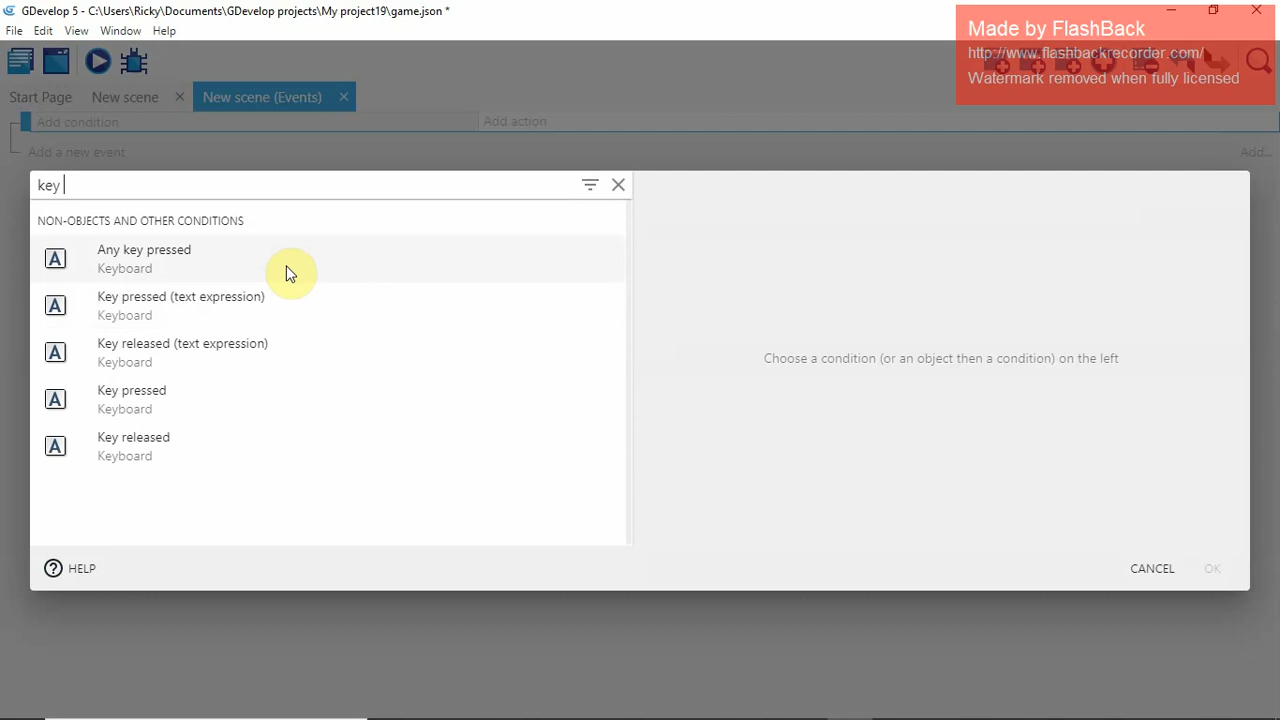 GDevelop 5 - C:\Users\Ricky\Documents\GDevelop projects\My project19\game.json *
File Edit View Window Help
Made by FlashBack
http://www.flashbackrecorder.com/
Watermark removed when fully licensed
Start Page New scene New scene (Events)
Add condition Add action
Add a new event Add...
key
NON-OBJECTS AND OTHER CONDITIONS
Any key pressed
Keyboard
Key pressed (text expression)
Keyboard
Key released (text expression)
Keyboard
Key pressed
Keyboard
Key released
Keyboard
Choose a condition (or an object then a condition) on the left
HELP
CANCEL OK